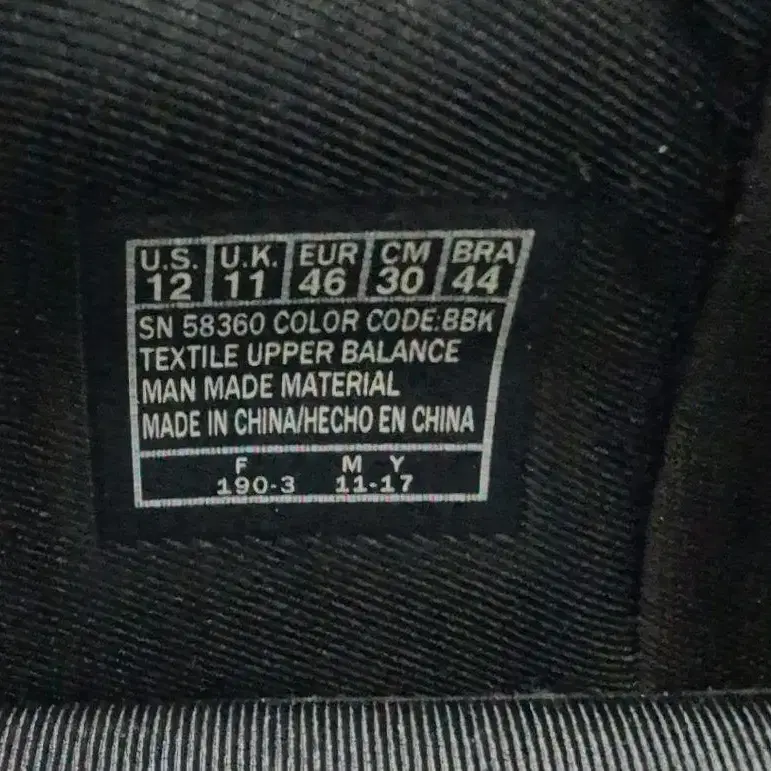 U.S. U.K. EUR CM BRA
12 11 46 30 44
SN 58360 COLOR CODE:BBK
TEXTILE UPPER BALANCE
MAN MADE MATERIAL
MADE IN CHINA/HECHO EN CHINA
F M Y
190-3 11-17